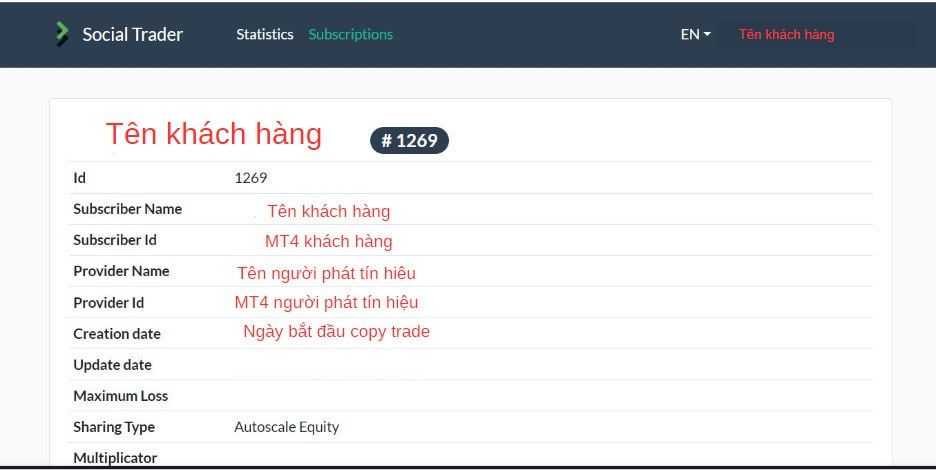 Social Trader Statistics Subscriptions EN Tên khách hàng
Tên khách hàng # 1269
Id 1269
Subscriber Name Tên khách hàng
Subscriber Id MT4 khách hàng
Provider Name Tên người phát tín hiệu
Provider Id MT4 người phát tín hiệu
Creation date Ngày bắt đầu copy trade
Update date
Maximum Loss
Sharing Type Autoscale Equity
Multiplicator